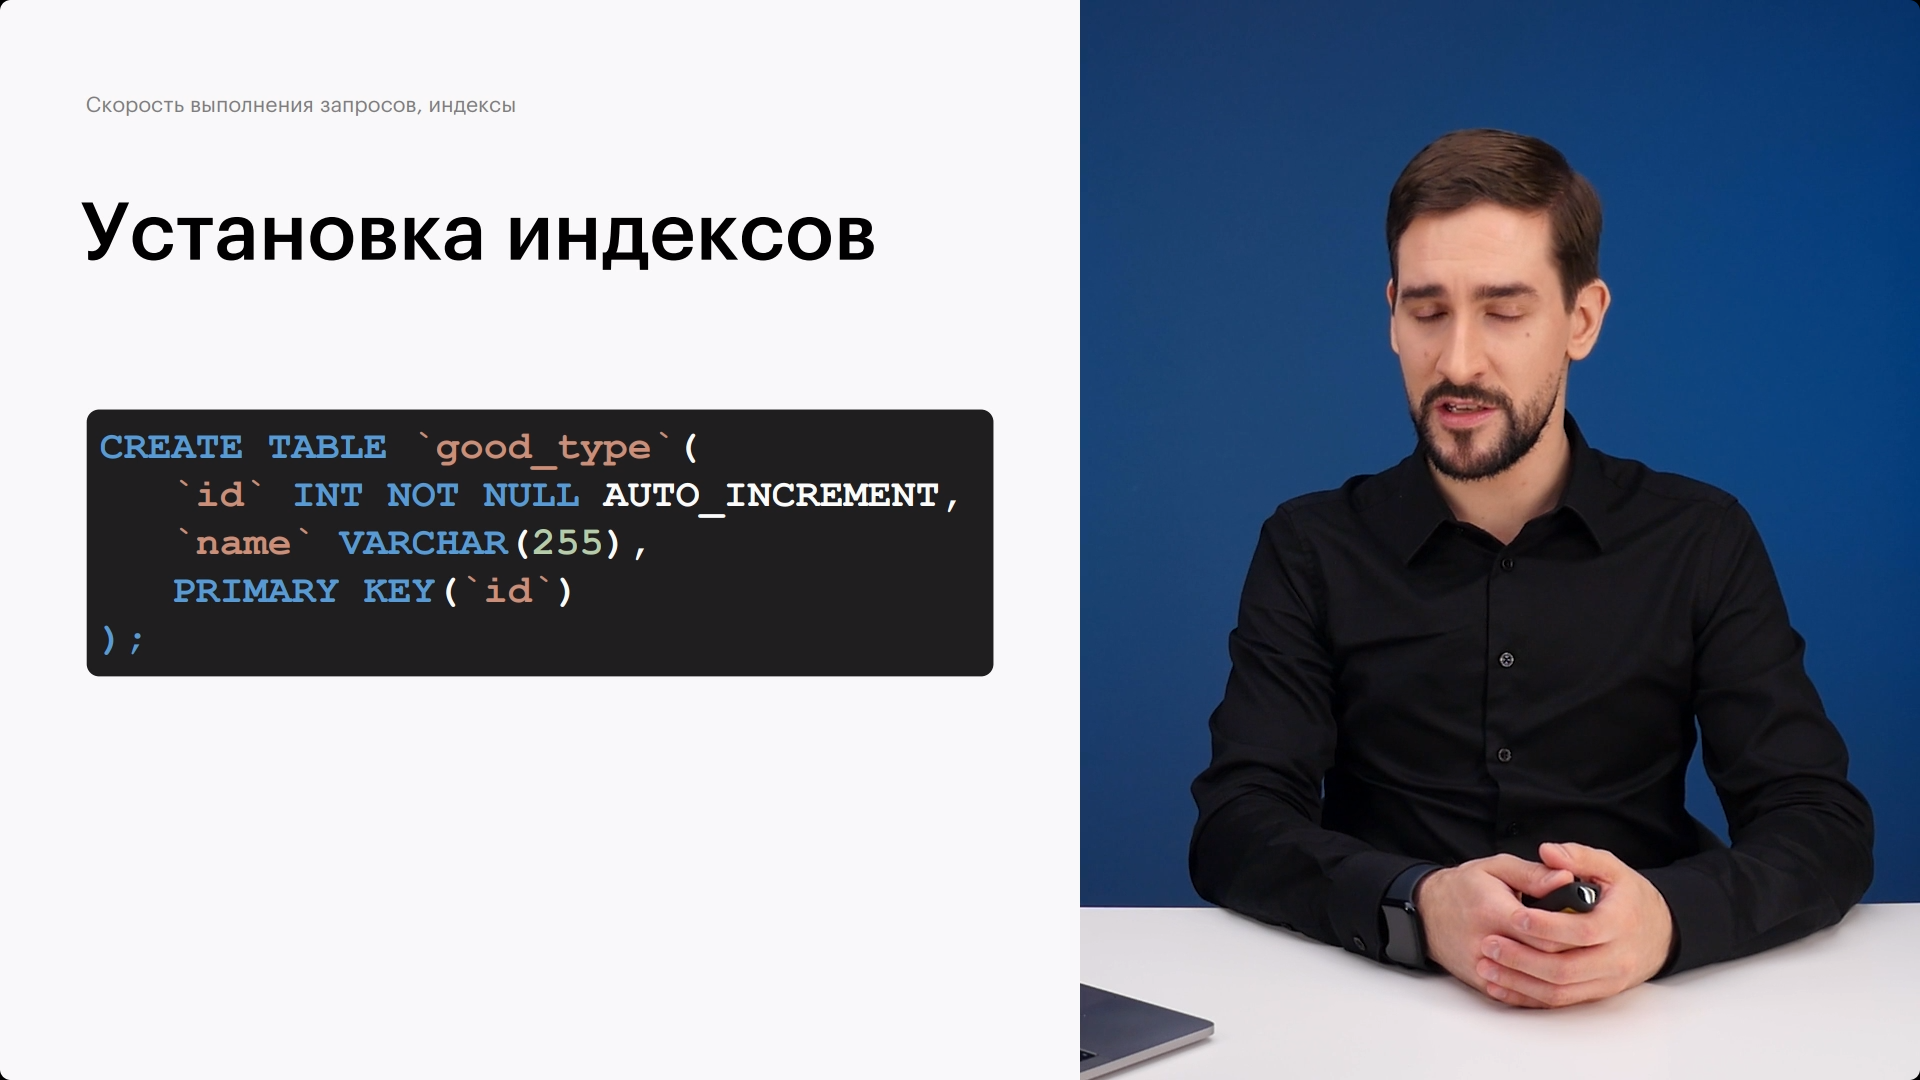 Скорость выполнения запросов, индексы
Установка индексов
CREATE TABLE `good_type`(
`id` INT NOT NULL AUTO_INCREMENT,
`name` VARCHAR(255),
PRIMARY KEY(`id`)
);